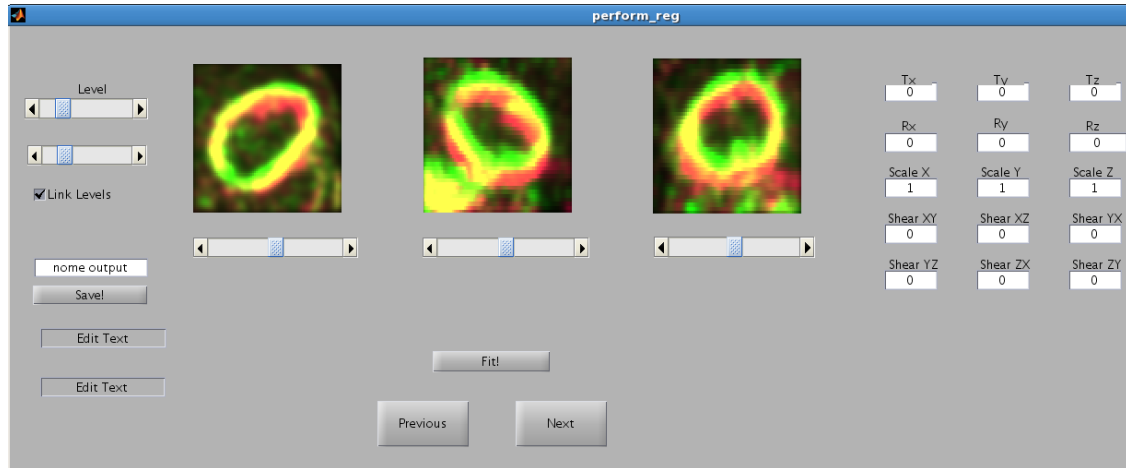 perform_reg
Level
Link Levels
nome output
Save!
Edit Text
Edit Text
Fit!
Previous
Next
Tx Ty Tz
0 0 0
Rx Ry Rz
0 0 0
Scale X Scale Y Scale Z
1 1 1
Shear XY Shear XZ Shear YX
0 0 0
Shear YZ Shear ZX Shear ZY
0 0 0